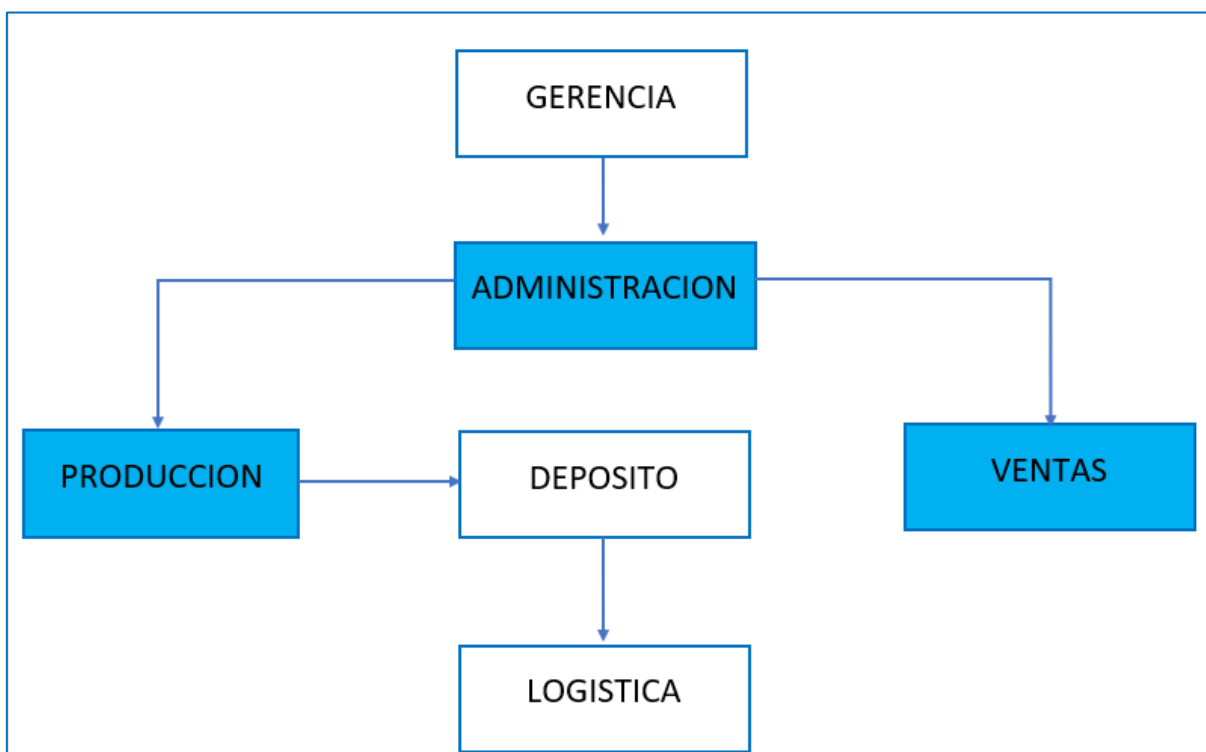 GERENCIA
ADMINISTRACION
PRODUCCION
DEPOSITO
VENTAS
LOGISTICA